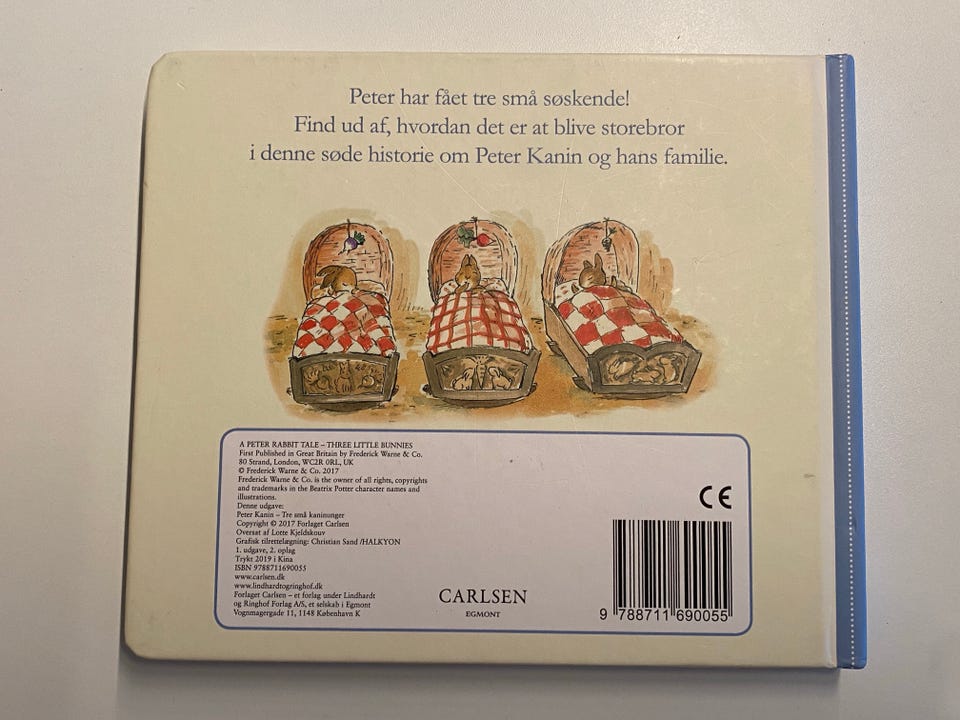 Peter har fået tre små søskende!
Find ud af, hvordan det er at blive storebror
i denne søde historie om Peter Kanin og hans familie.
A PETER RABBIT TALE – THREE LITTLE BUNNIES
First Published in Great Britain by Frederick Warne & Co.
80 Strand, London, WC2R 0RL, UK
© Frederick Warne & Co. 2017
Frederick Warne & Co. is the owner of all rights, copyrights
and trademarks in the Beatrix Potter character names and
illustrations.
Denne udgave:
Peter Kanin – Tre små kaninunger
Copyright © 2017 Forlaget Carlsen
Oversat af Lotte Kjeldskouv
Grafisk tilrettelægning: Christian Sand /HALKYON
1. udgave, 2. oplag
Trykt 2019 i Kina
ISBN 9788711690055
www.carlsen.dk
www.lindhardtogringhof.dk
Forlaget Carlsen – et forlag under Lindhardt
og Ringhof Forlag A/S, et selskab i Egmont
Vognmagergade 11, 1148 København K
CARLSEN
EGMONT
CE
9 788711 690055